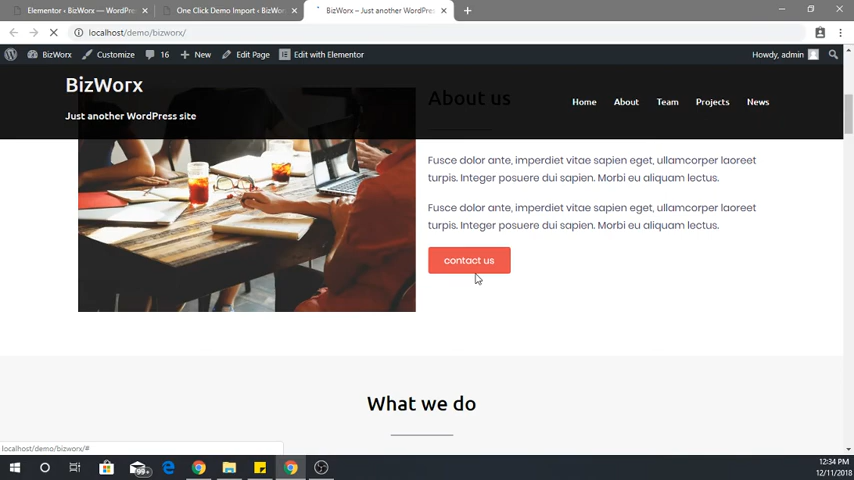 Elementor ‹ BizWorx — WordPre
One Click Demo Import ‹ BizWo
BizWorx – Just another WordPres
localhost/demo/bizworx/
BizWorx
Customize
16
New
Edit Page
Edit with Elementor
Howdy, admin
BizWorx
Just another WordPress site
Home
About
Team
Projects
News
About us
Fusce dolor ante, imperdiet vitae sapien eget, ullamcorper laoreet
turpis. Integer posuere dui sapien. Morbi eu aliquam lectus.
Fusce dolor ante, imperdiet vitae sapien eget, ullamcorper laoreet
turpis. Integer posuere dui sapien. Morbi eu aliquam lectus.
contact us
What we do
localhost/demo/bizworx/#
99+
12:34 PM
12/11/2018